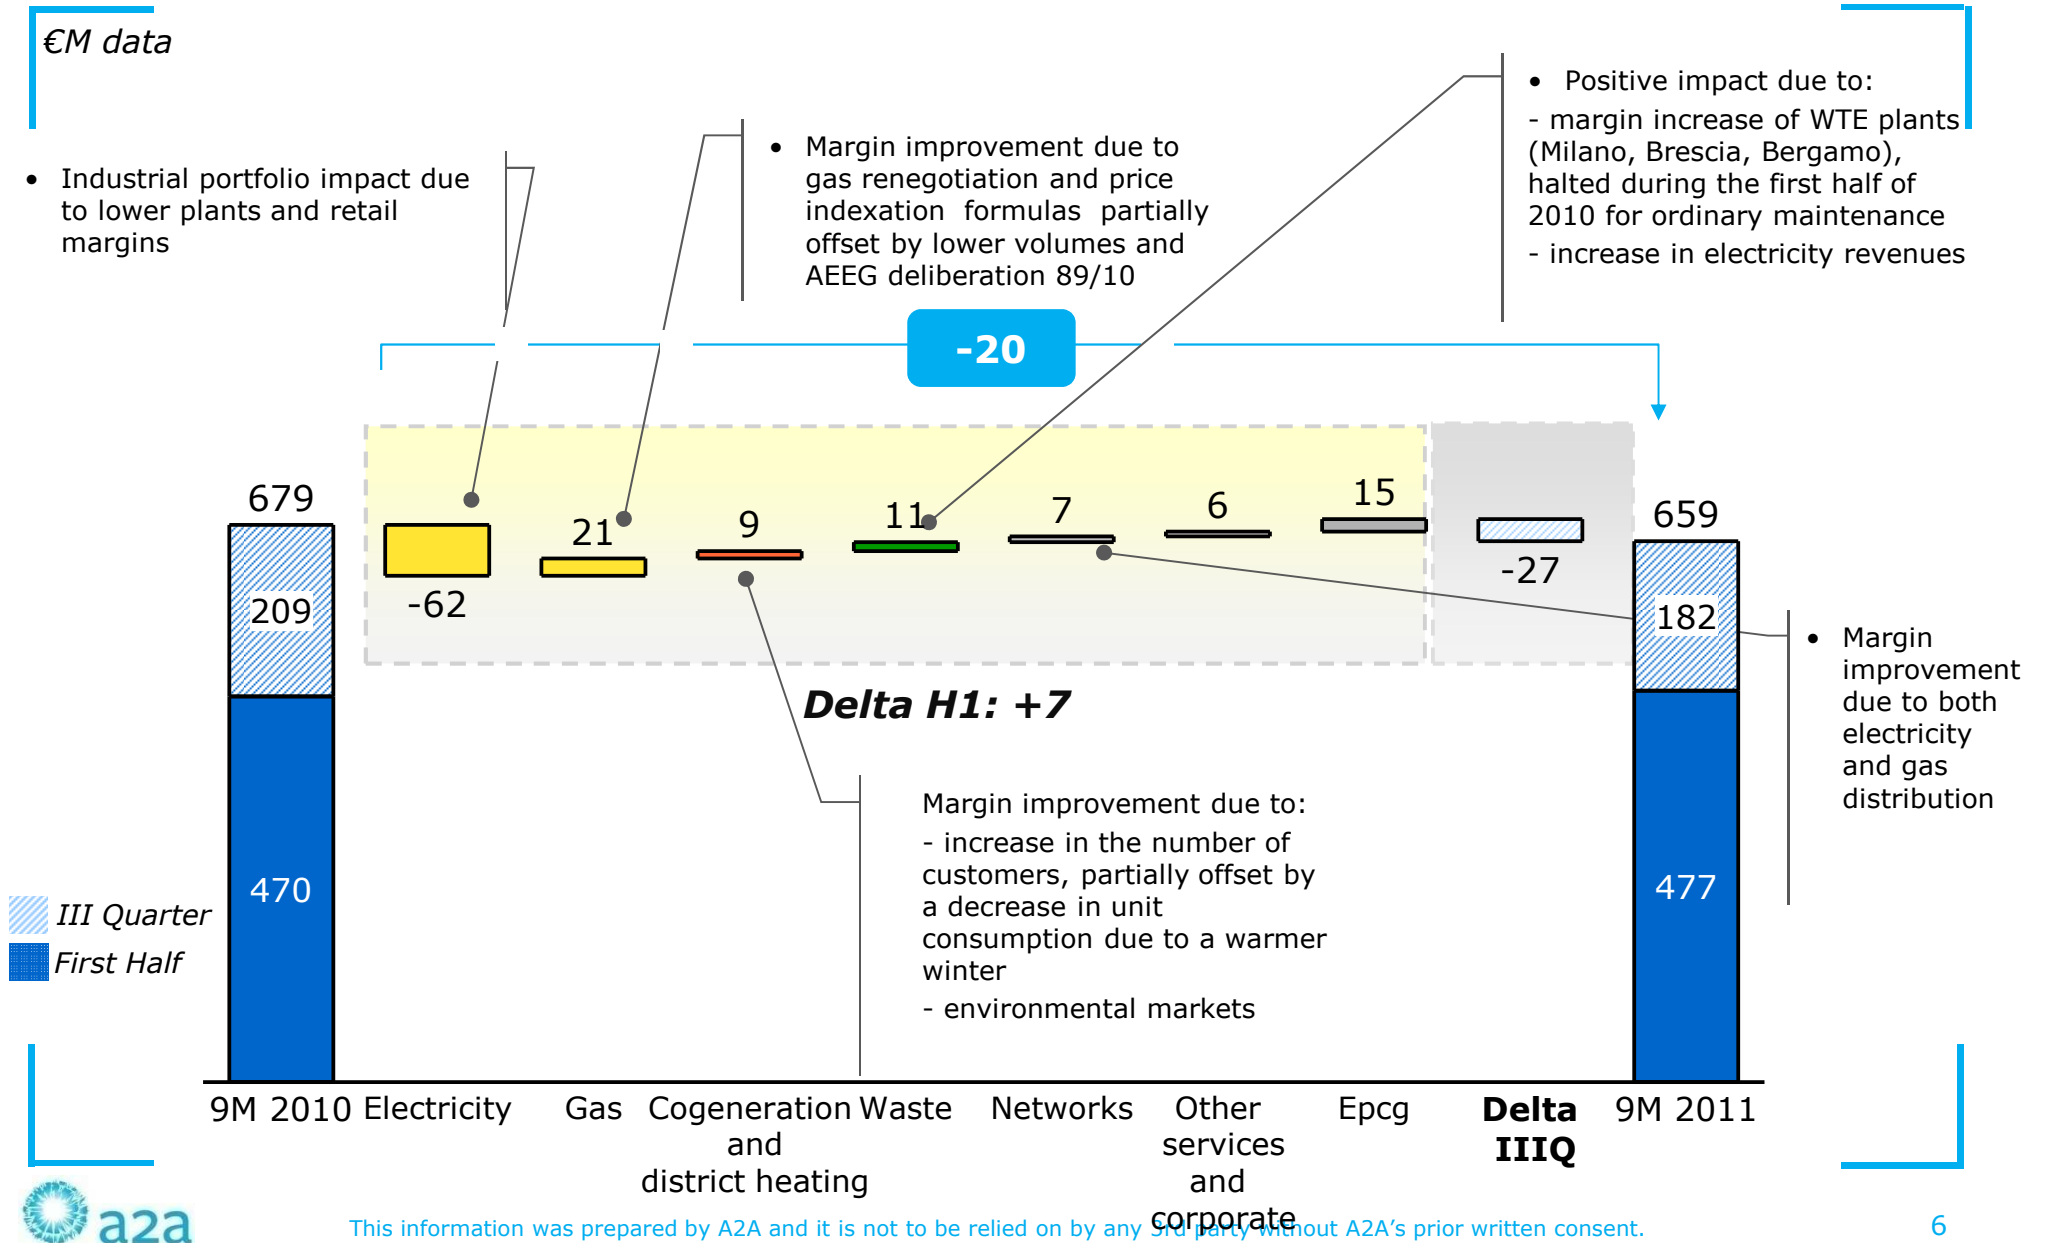 €M data
• Industrial portfolio impact due
to lower plants and retail
margins
• Margin improvement due to
gas renegotiation and price
indexation formulas partially
offset by lower volumes and
AEEG deliberation 89/10
• Positive impact due to:
- margin increase of WTE plants
(Milano, Brescia, Bergamo),
halted during the first half of
2010 for ordinary maintenance
- increase in electricity revenues
-20
679
209
470
-62
21
9
11
7
6
15
-27
659
182
477
Delta H1: +7
• Margin
improvement
due to both
electricity
and gas
distribution
Margin improvement due to:
- increase in the number of
customers, partially offset by
a decrease in unit
consumption due to a warmer
winter
- environmental markets
III Quarter
First Half
9M 2010
Electricity
Gas
Cogeneration
and
district heating
Waste
Networks
Other
services
and
corporate
Epcg
Delta
IIIQ
9M 2011
a2a
This information was prepared by A2A and it is not to be relied on by any 3rd party without A2A's prior written consent.
6